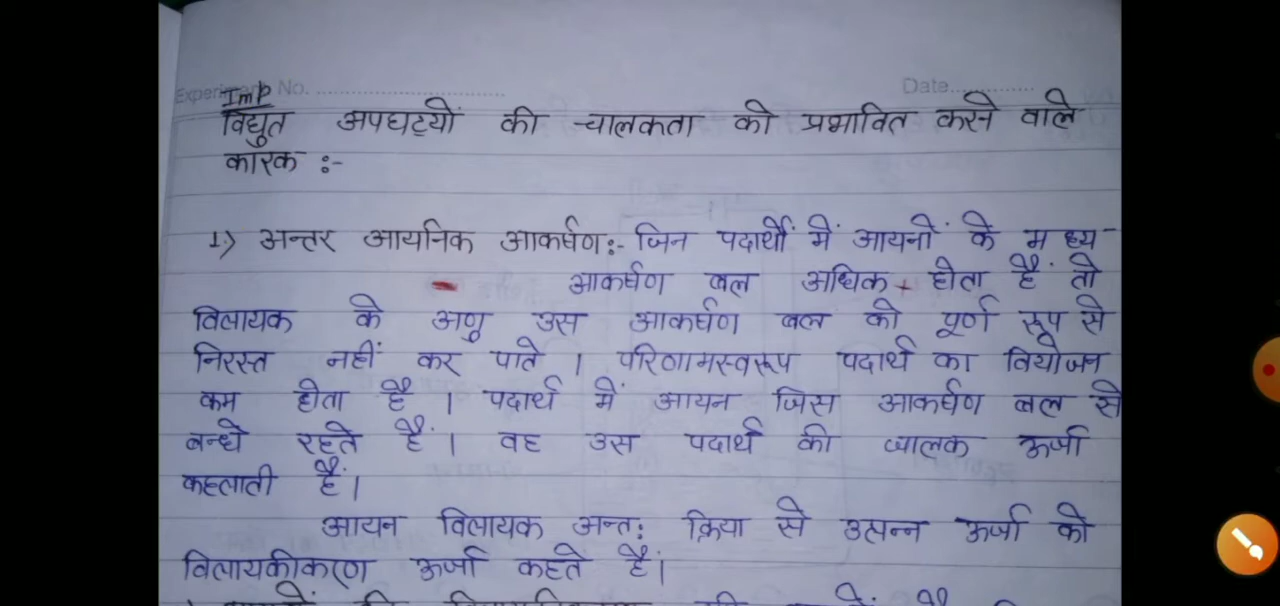 Experiment No.
Date
Imp
विद्युत अपघट्यों की चालकता को प्रभावित करने वाले
कारक :-
1.) अन्तर आयनिक आकर्षण:- जिन पदार्थों में आयनों के मध्य
आकर्षण बल अधिक होता है तो
विलायक के अणु उस आकर्षण बल को पूर्ण रूप से
निरस्त नहीं कर पाते । परिणामस्वरूप पदार्थ का वियोजन
कम होता है । पदार्थ में आयन जिस आकर्षण बल से
बन्धे रहते हैं । वह उस पदार्थ की जालक ऊर्जा
कहलाती है ।
आयन विलायक अन्त: क्रिया से उत्पन्न ऊर्जा को
विलायकीकरण ऊर्जा कहते हैं ।